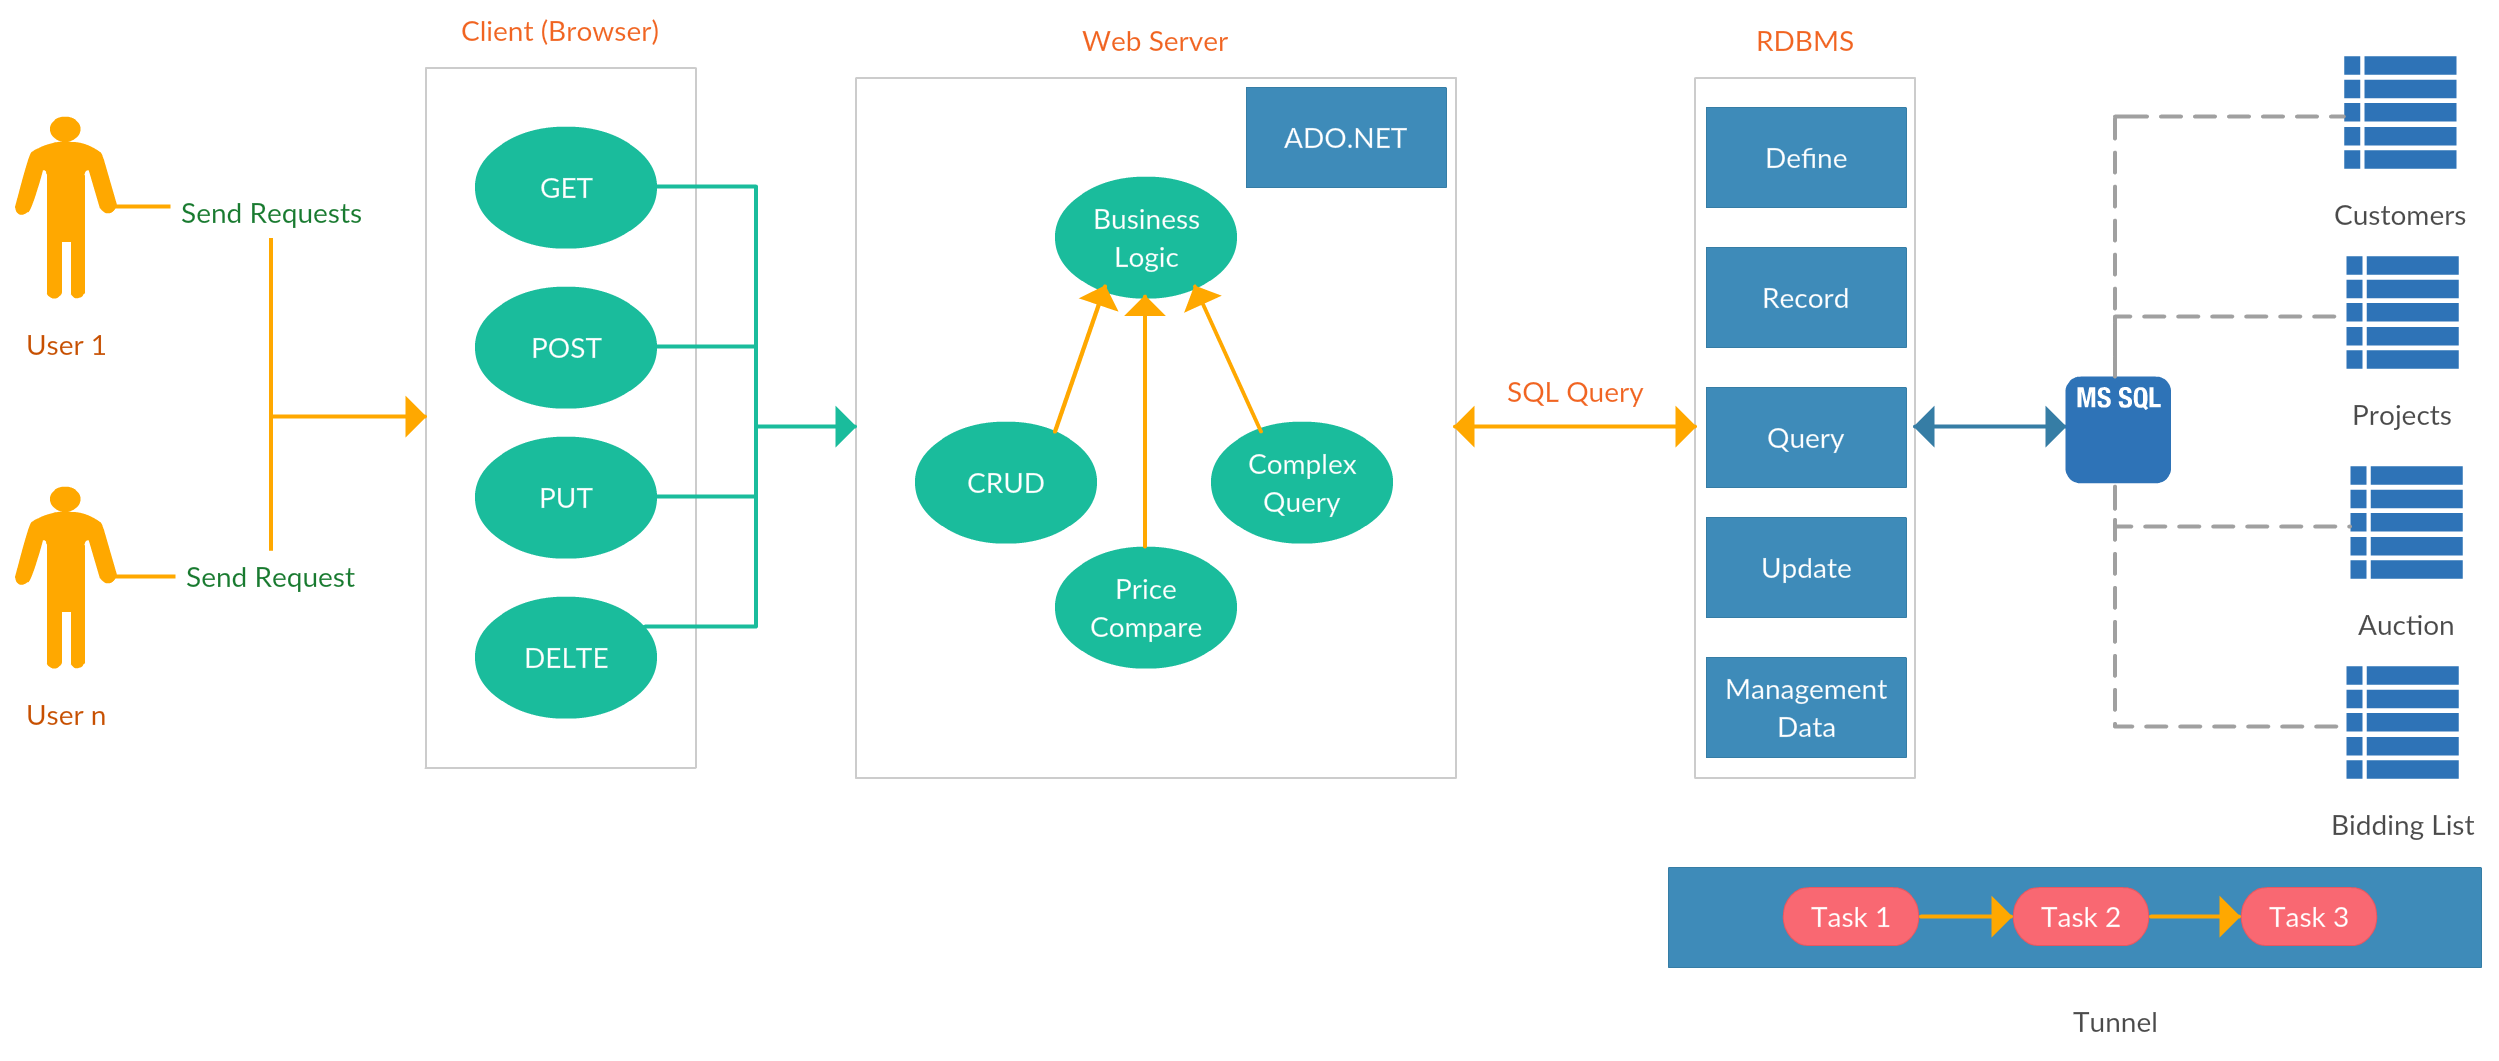 Client (Browser)
Web Server
RDBMS
ADO.NET
GET
Define
Send Requests
Business
Logic
Customers
Record
User 1
POST
SQL Query
MS SQL
Projects
Query
CRUD
Complex
Query
PUT
Send Request
Update
Price
Compare
Auction
DELTE
User n
Management
Data
Bidding List
Task 1
Task 2
Task 3
Tunnel